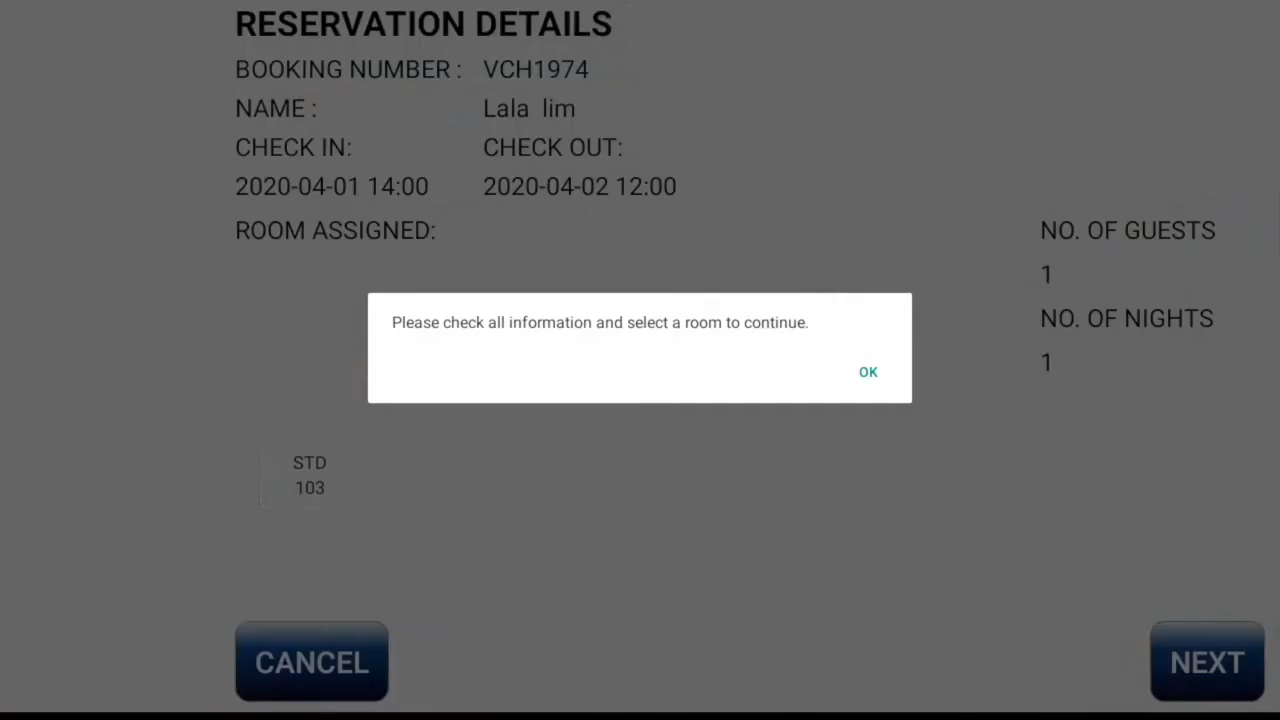 RESERVATION DETAILS
BOOKING NUMBER : VCH1974
NAME : Lala lim
CHECK IN: CHECK OUT:
2020-04-01 14:00 2020-04-02 12:00
ROOM ASSIGNED: NO. OF GUESTS
1
Please check all information and select a room to continue.
NO. OF NIGHTS
1
OK
STD
103
CANCEL NEXT